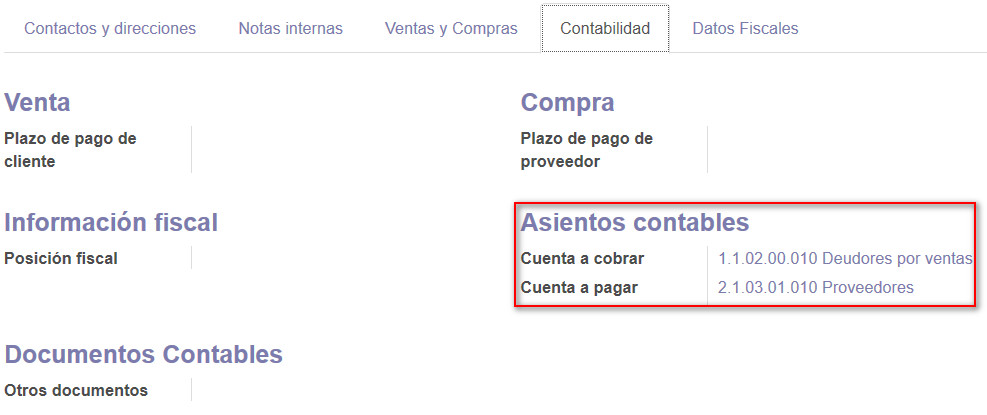 Contactos y direcciones
Notas internas
Ventas y Compras
Contabilidad
Datos Fiscales
Venta
Plazo de pago de
cliente
Compra
Plazo de pago de
proveedor
Información fiscal
Posición fiscal
Asientos contables
Cuenta a cobrar 1.1.02.00.010 Deudores por ventas
Cuenta a pagar 2.1.03.01.010 Proveedores
Documentos Contables
Otros documentos